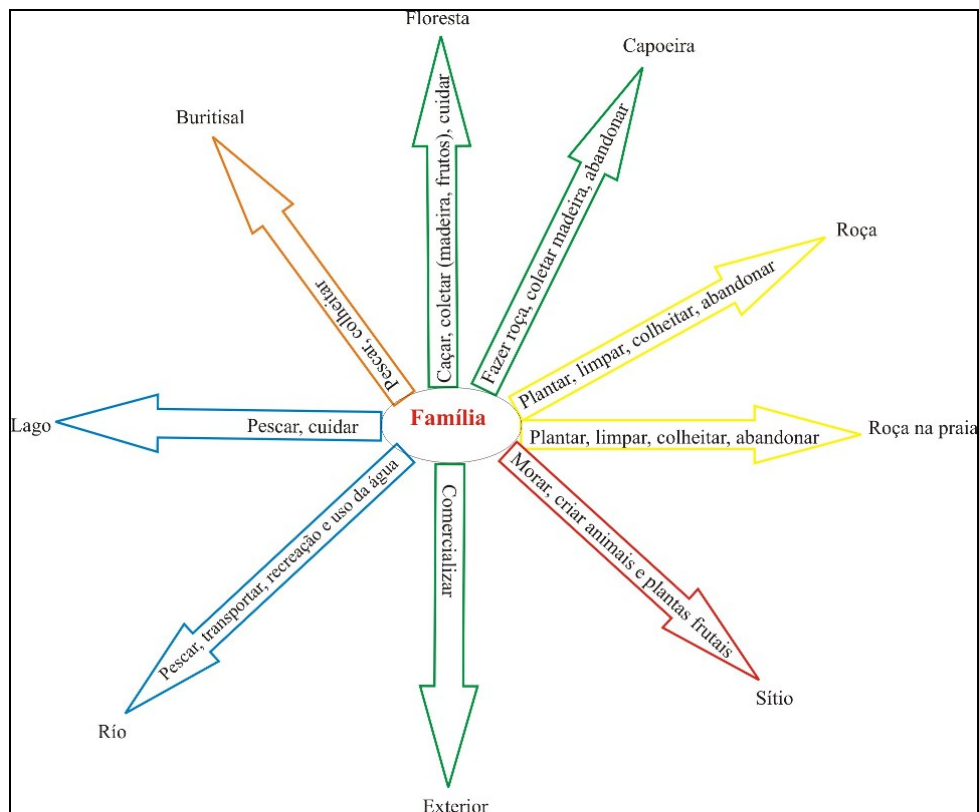 Floresta
Capoeira
Buritisal
Caçar, coletar (madeira, frutos), cuidar
Fazer roça, coletar madeira, abandonar
Roça
Pescar, colheitar
Plantar, limpar, colheitar, abandonar
Família
Lago
Pescar, cuidar
Plantar, limpar, colheitar, abandonar
Roça na praia
Pescar, transportar, recreação e uso da água
Comercializar
Morar, criar animais e plantas frutais
Sítio
Río
Exterior